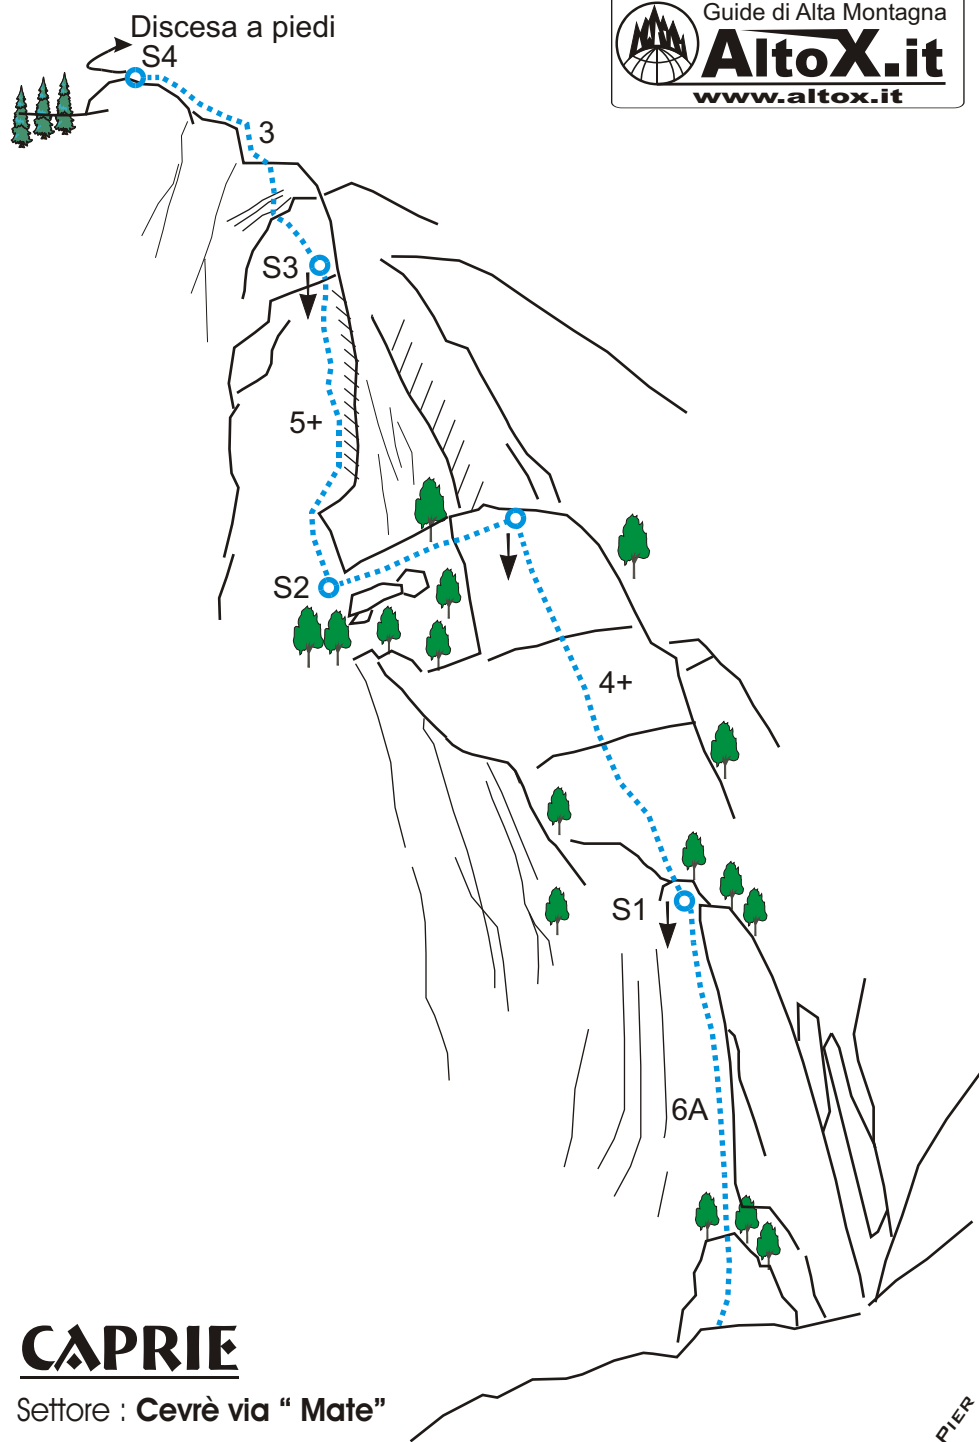 Guide di Alta Montagna
AltoX.it
www.altox.it
Discesa a piedi
S4
3
S3
5+
S2
4+
S1
6A
CAPRIE
Settore : Cevrè via “ Mate”
PIER